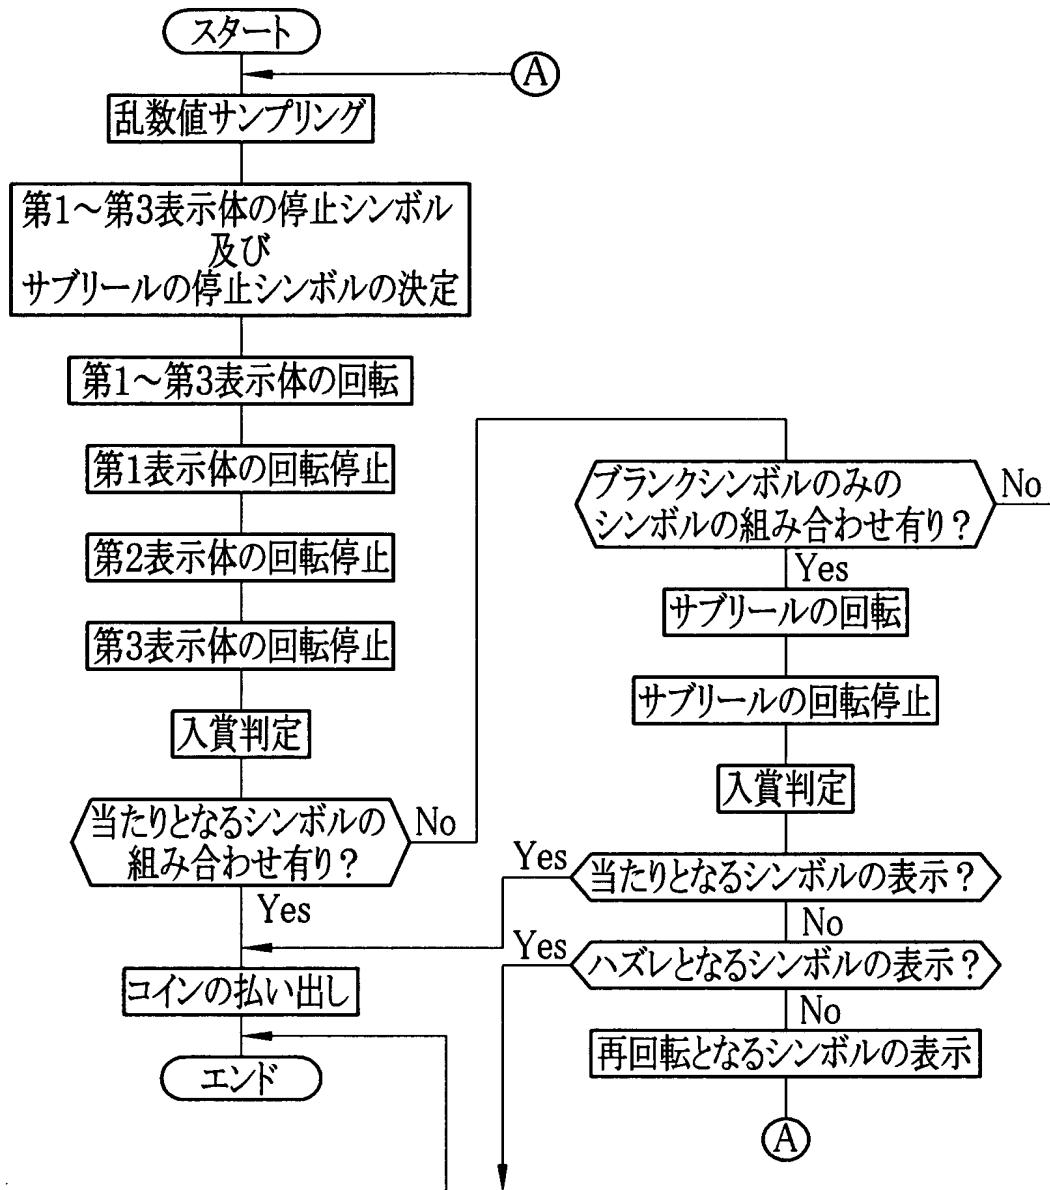 スタート
A
乱数値サンプリング
第1～第3表示体の停止シンボル
及び
サブリールの停止シンボルの決定
第1～第3表示体の回転
第1表示体の回転停止
第2表示体の回転停止
第3表示体の回転停止
入賞判定
当たりとなるシンボルの
組み合わせ有り?
No
Yes
コインの払い出し
エンド
ブランクシンボルのみの
シンボルの組み合わせ有り?
No
Yes
サブリールの回転
サブリールの回転停止
入賞判定
当たりとなるシンボルの表示?
Yes
No
ハズレとなるシンボルの表示?
Yes
No
再回転となるシンボルの表示
A